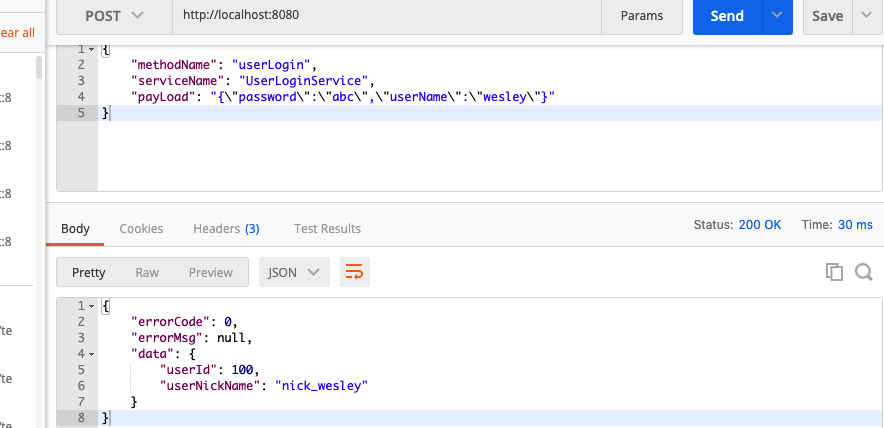 POST http://localhost:8080 Params Send Save
ear all
1 {
2 "methodName": "userLogin",
3 "serviceName": "UserLoginService",
4 "payLoad": "{\"password\":\"abc\",\"userName\":\"wesley\"}"
5 }
t:8
t:8
t:8
t:8
Body Cookies Headers (3) Test Results Status: 200 OK Time: 30 ms
Pretty Raw Preview JSON
1 {
2 "errorCode": 0,
3 "errorMsg": null,
4 "data": {
5 "userId": 100,
6 "userNickName": "nick_wesley"
7 }
8 }
/te
/te
/te